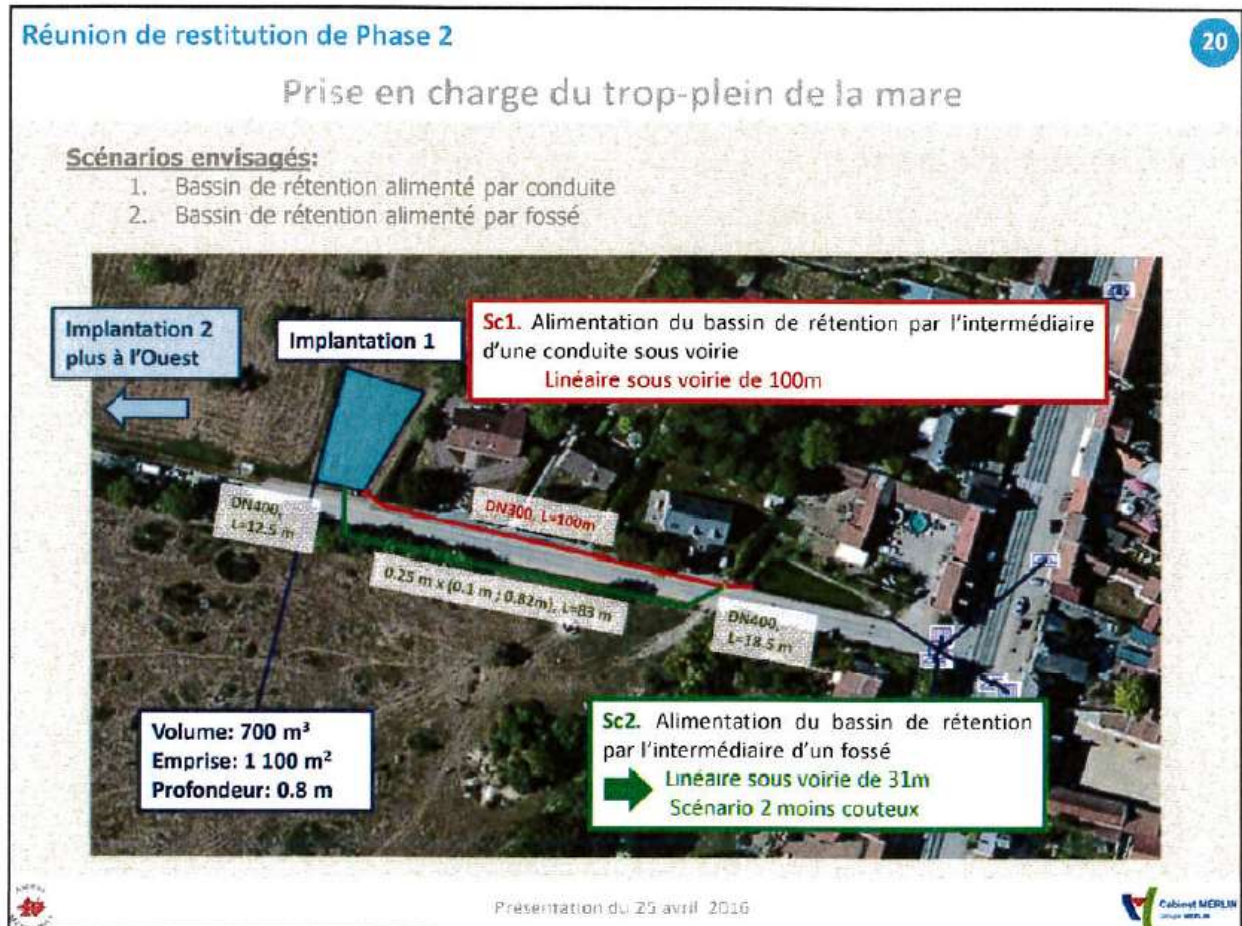 Réunion de restitution de Phase 2
20
Prise en charge du trop-plein de la mare
Scénarios envisagés:
1. Bassin de rétention alimenté par conduite
2. Bassin de rétention alimenté par fossé
Implantation 2
plus à l'Ouest
Implantation 1
Sc1. Alimentation du bassin de rétention par l'intermédiaire
d'une conduite sous voirie
Linéaire sous voirie de 100m
DN400,
L=12.5 m
DN300, L=100m
0.25 m x (0.1 m ; 0.82m), L=83 m
DN400,
L=18.5 m
Volume: 700 m³
Emprise: 1 100 m²
Profondeur: 0.8 m
Sc2. Alimentation du bassin de rétention
par l'intermédiaire d'un fossé
Linéaire sous voirie de 31m
Scénario 2 moins couteux
Présentation du 25 avril 2016
Cabinet MERLIN
Groupe MERLIN